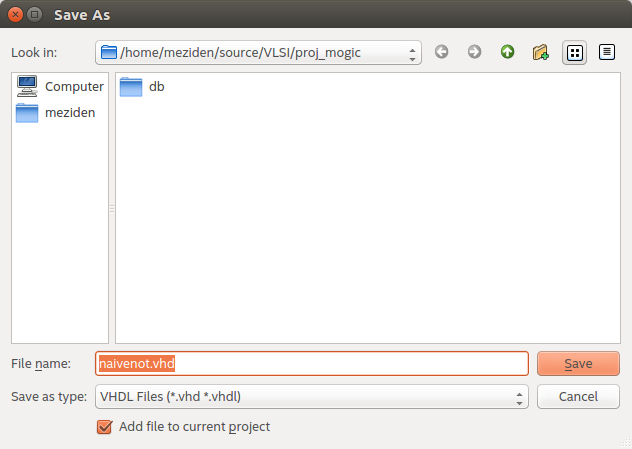 Save As
Look in: /home/meziden/source/VLSI/proj_mogic
Computer
meziden
db
File name: naivenot.vhd Save
Save as type: VHDL Files (*.vhd *.vhdl) Cancel
Add file to current project